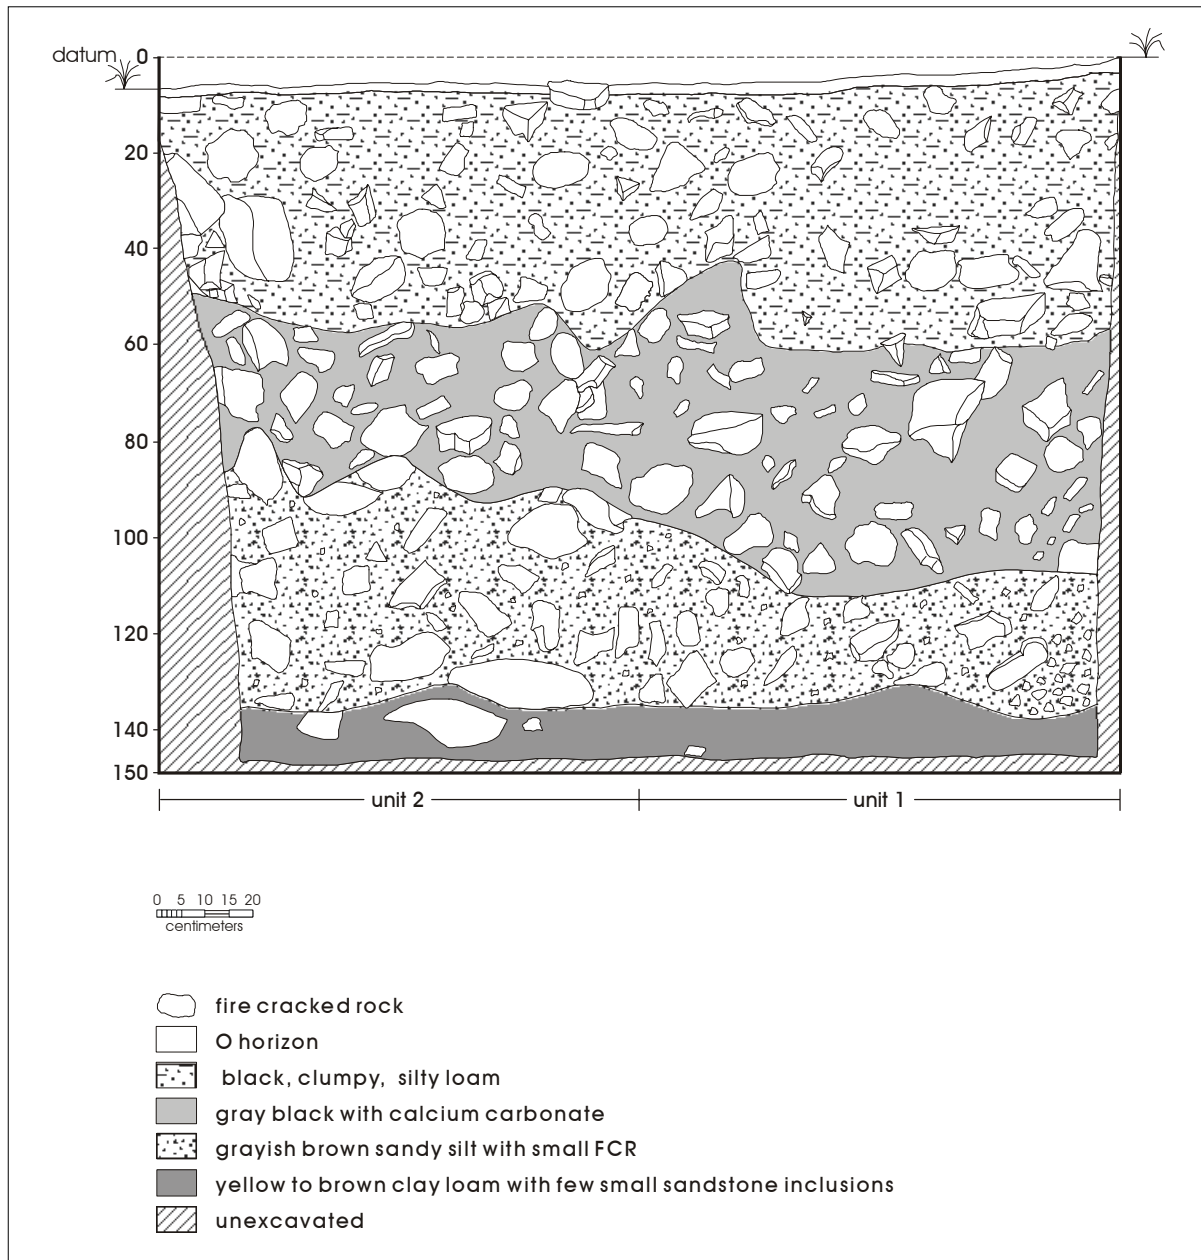 datum 0
20
40
60
80
100
120
140
150
unit 2 unit 1
0 5 10 15 20
centimeters
fire cracked rock
O horizon
black, clumpy, silty loam
gray black with calcium carbonate
grayish brown sandy silt with small FCR
yellow to brown clay loam with few small sandstone inclusions
unexcavated